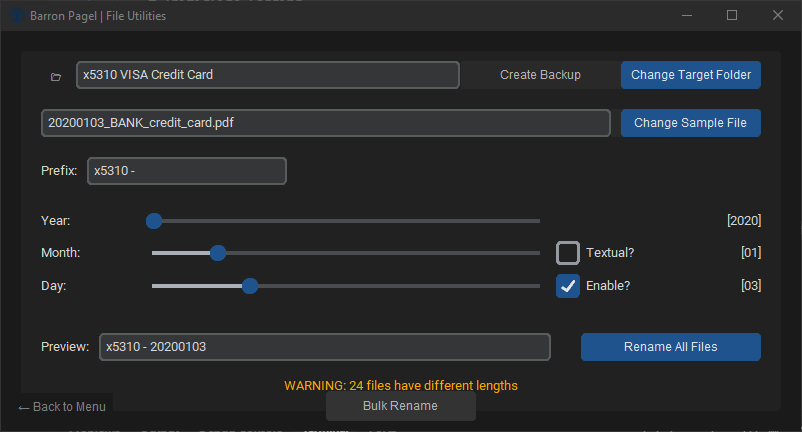 Barron Pagel | File Utilities
x5310 VISA Credit Card Create Backup Change Target Folder
20200103_BANK_credit_card.pdf Change Sample File
Prefix: x5310 -
Year: [2020]
Month: Textual? [01]
Day: Enable? [03]
Preview: x5310 - 20200103 Rename All Files
WARNING: 24 files have different lengths
← Back to Menu Bulk Rename